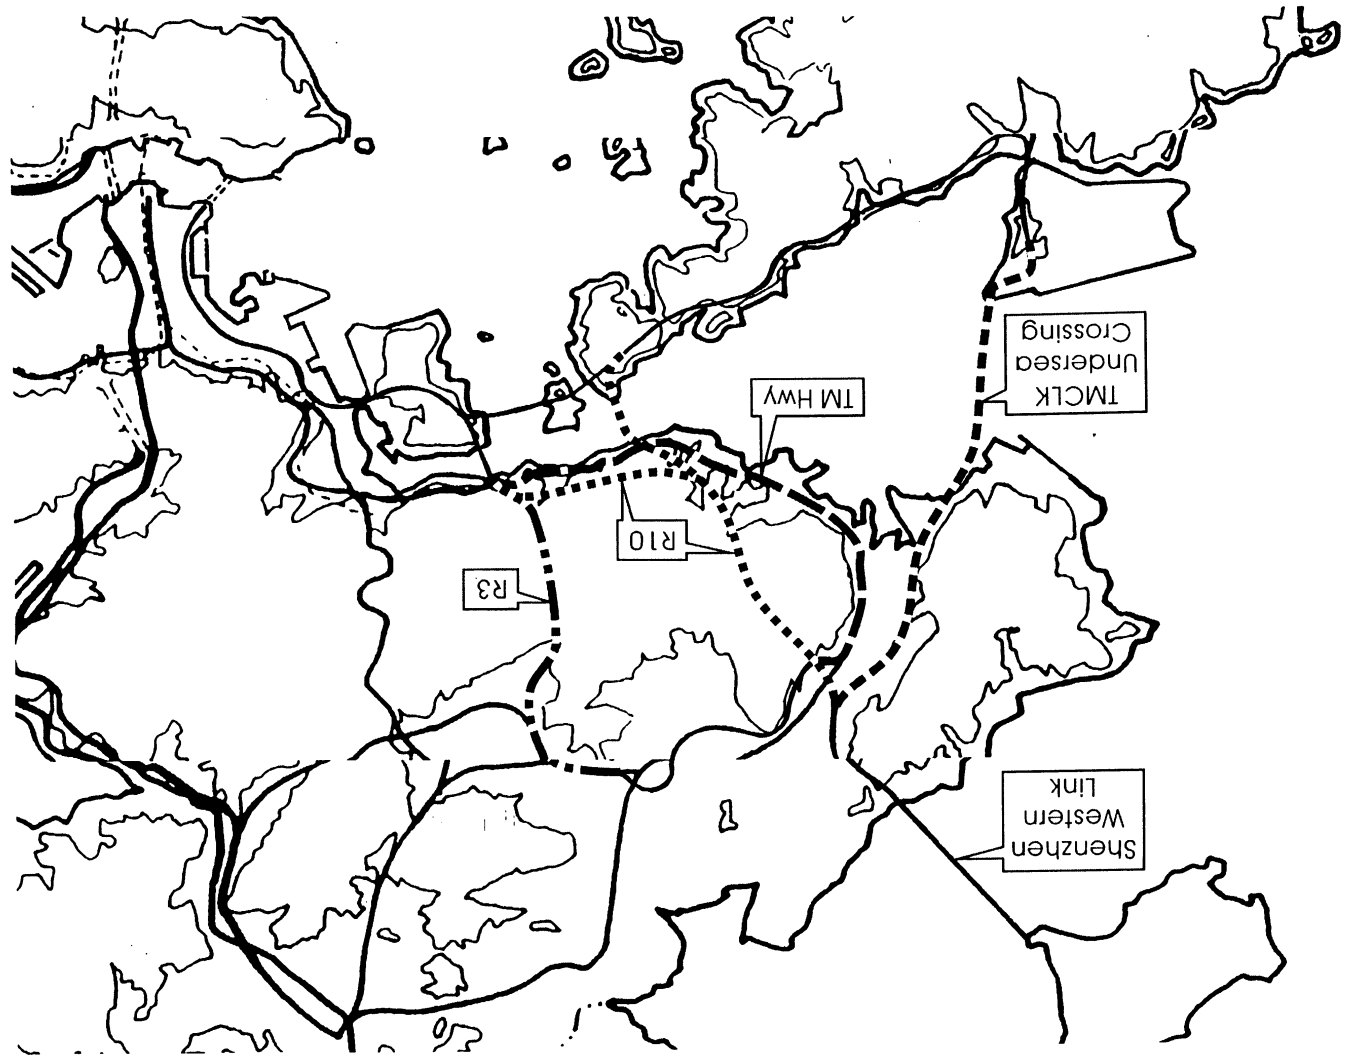 Shenzhen
Western
Link
R3
R10
TM Hwy
TMCLK
Undersea
Crossing